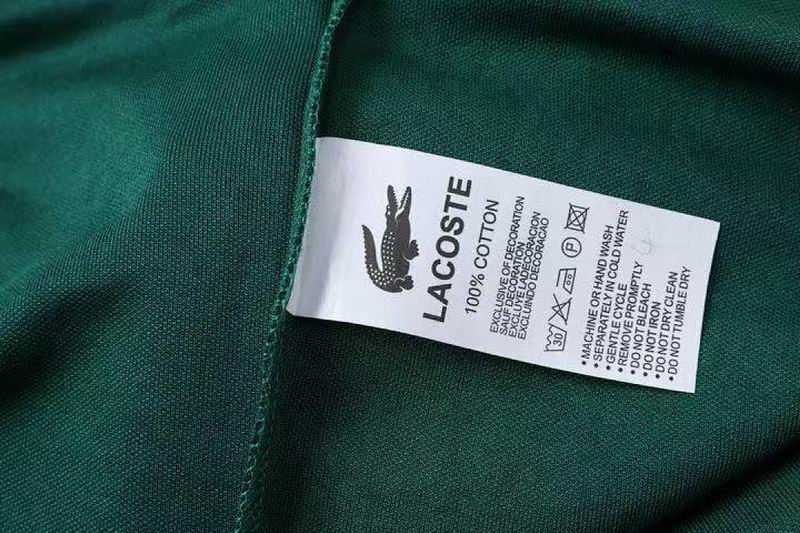 LACOSTE
100% COTTON
EXCLUSIVE OF DECORATION
SAUF DECORATION
EXCLUYE LADECORACION
EXCLUINDO DECORACAO
30 P
• MACHINE OR HAND WASH
• SEPARATELY IN COLD WATER
• GENTLE CYCLE
• REMOVE PROMPTLY
• DO NOT BLEACH
• DO NOT IRON
• DO NOT DRY CLEAN
• DO NOT TUMBLE DRY